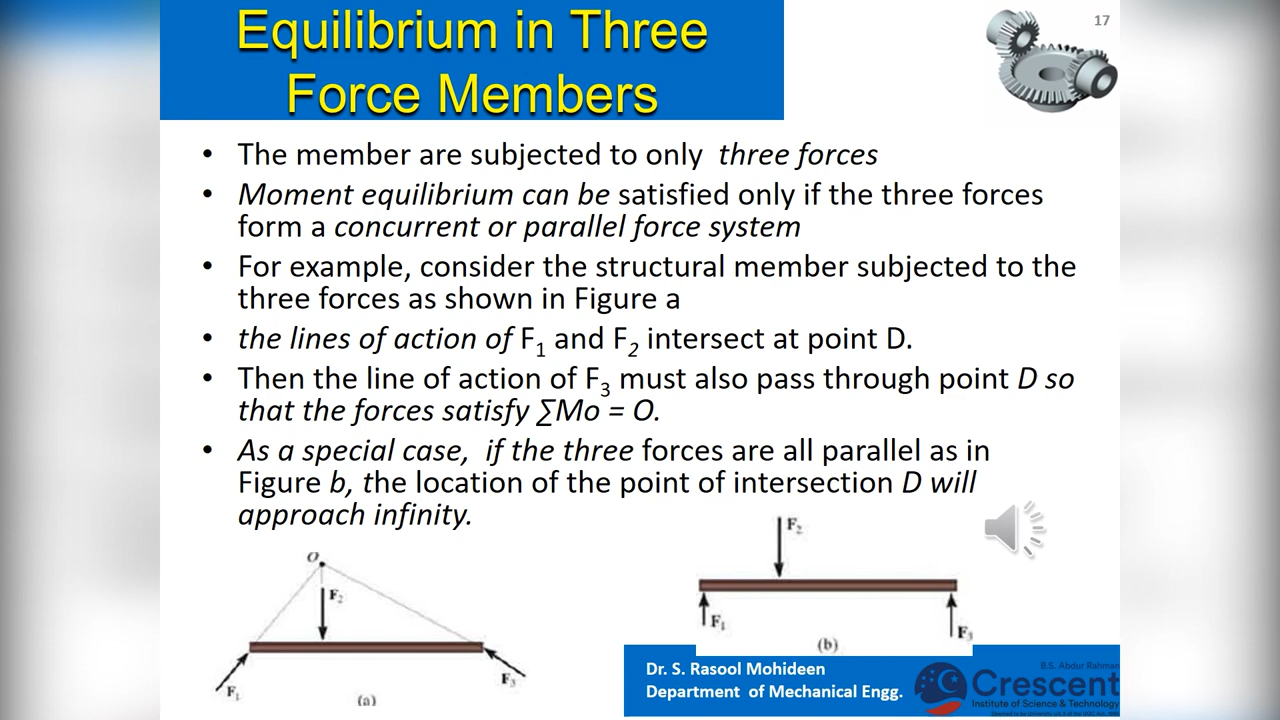 Equilibrium in Three
Force Members
17
• The member are subjected to only three forces
• Moment equilibrium can be satisfied only if the three forces
form a concurrent or parallel force system
• For example, consider the structural member subjected to the
three forces as shown in Figure a
• the lines of action of F1 and F2 intersect at point D.
• Then the line of action of F3 must also pass through point D so
that the forces satisfy ∑Mo = O.
• As a special case, if the three forces are all parallel as in
Figure b, the location of the point of intersection D will
approach infinity.
O
F2
F1
F3
(a)
F2
F1
F3
(b)
Dr. S. Rasool Mohideen
Department of Mechanical Engg.
B.S. Abdur Rahman
Crescent
Institute of Science & Technology